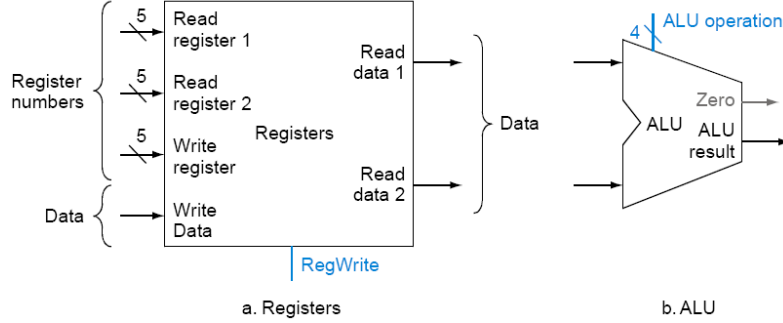 5
Read
register 1
5
Read
register 2
5
Write
register
Write
Data
Register
numbers
Data
Registers
Read
data 1
Read
data 2
Data
RegWrite
a. Registers
4
ALU operation
Zero
ALU
ALU
result
b. ALU